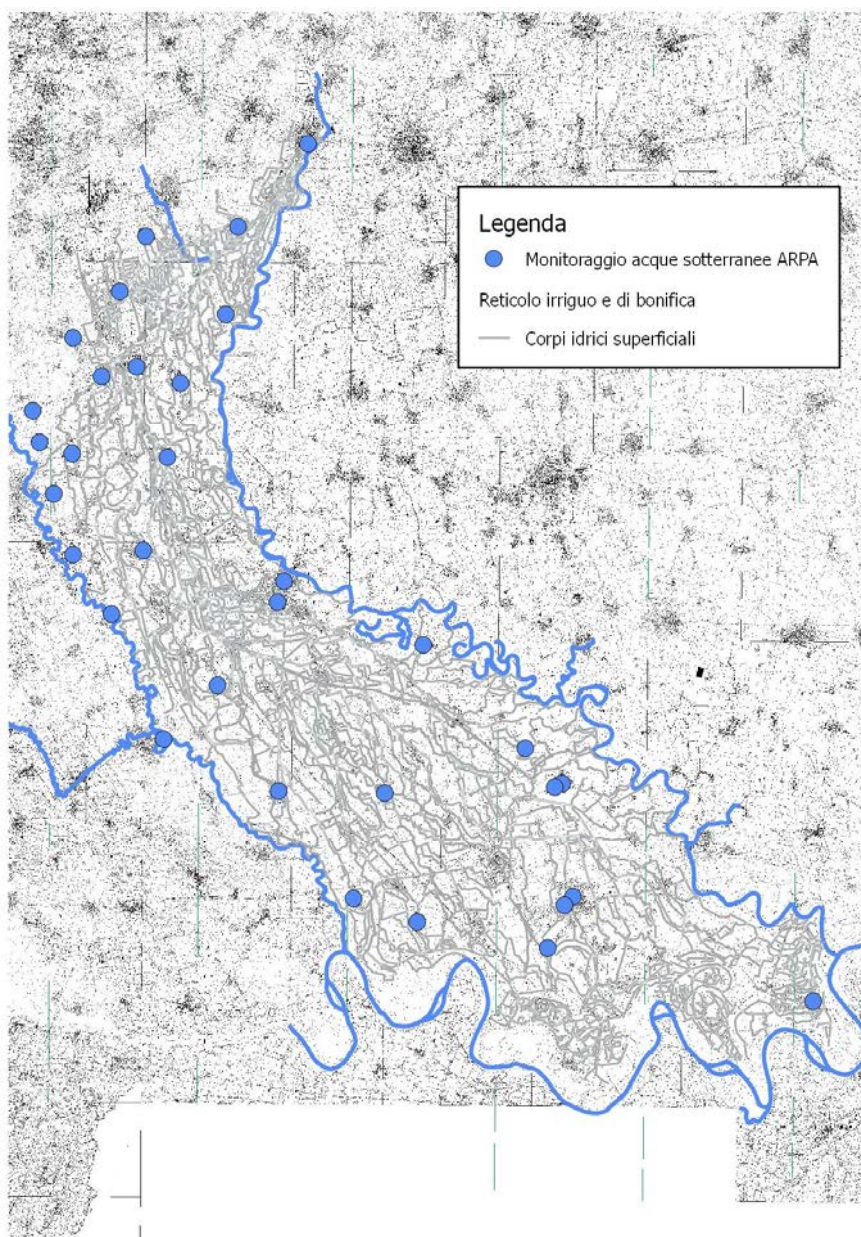 Legenda
Monitoraggio acque sotterranee ARPA
Reticolo irriguo e di bonifica
Corpi idrici superficiali